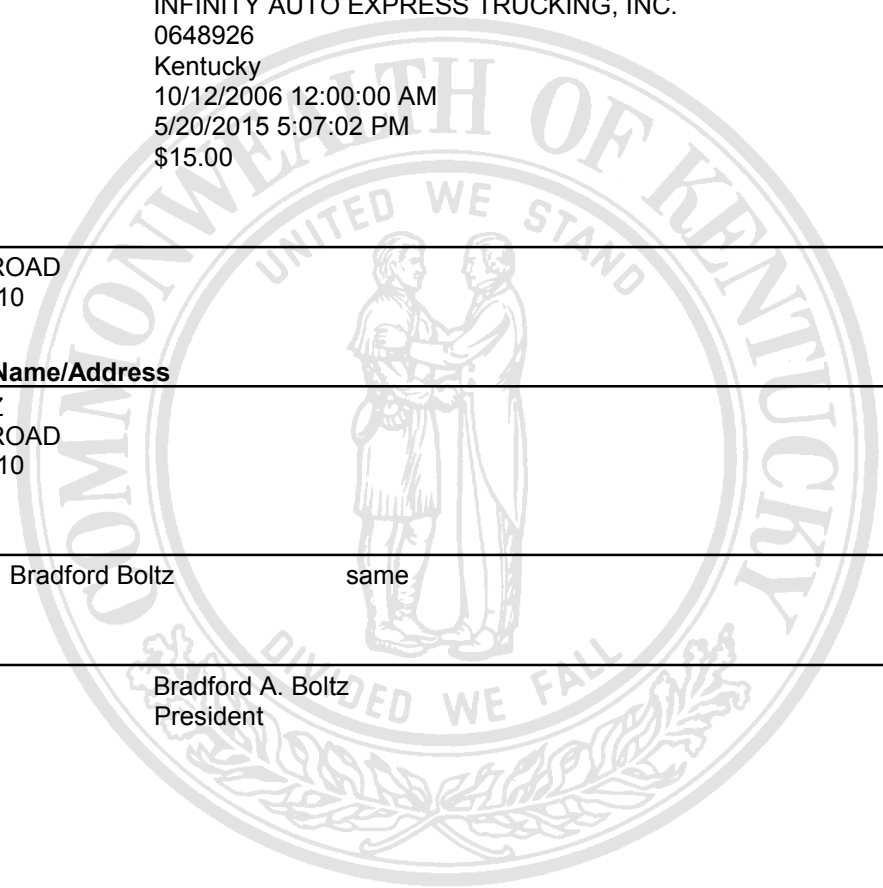 INFINITY AUTO EXPRESS TRUCKING, INC.
0648926
Kentucky
10/12/2006 12:00:00 AM
5/20/2015 5:07:02 PM
$15.00
ROAD
10
Name/Address
Z
ROAD
10
Bradford Boltz same
Bradford A. Boltz
President
COMMONWEALTH OF KENTUCKY
UNITED WE STAND
DIVIDED WE FALL